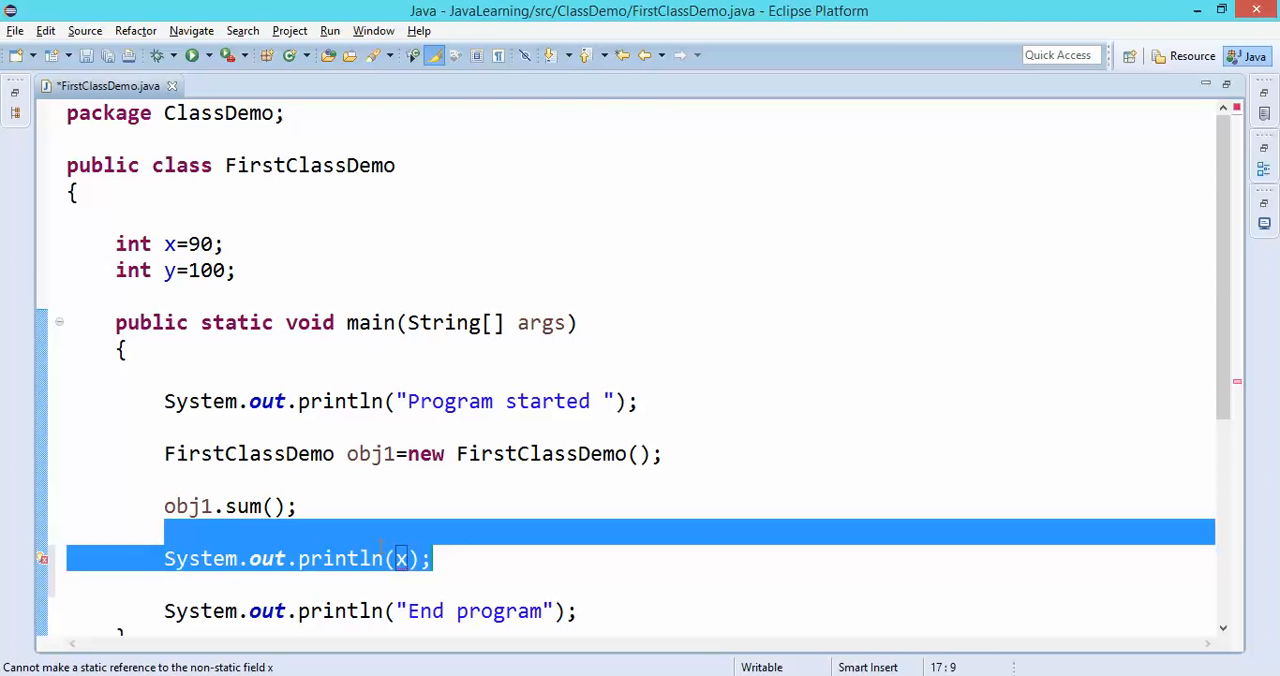 Java - JavaLearning/src/ClassDemo/FirstClassDemo.java - Eclipse Platform
File Edit Source Refactor Navigate Search Project Run Window Help
Quick Access Resource Java
*FirstClassDemo.java
package ClassDemo;
public class FirstClassDemo
{
int x=90;
int y=100;
public static void main(String[] args)
{
System.out.println("Program started ");
FirstClassDemo obj1=new FirstClassDemo();
obj1.sum();
System.out.println(x);
System.out.println("End program");
}
Cannot make a static reference to the non-static field x Writable Smart Insert 17:9